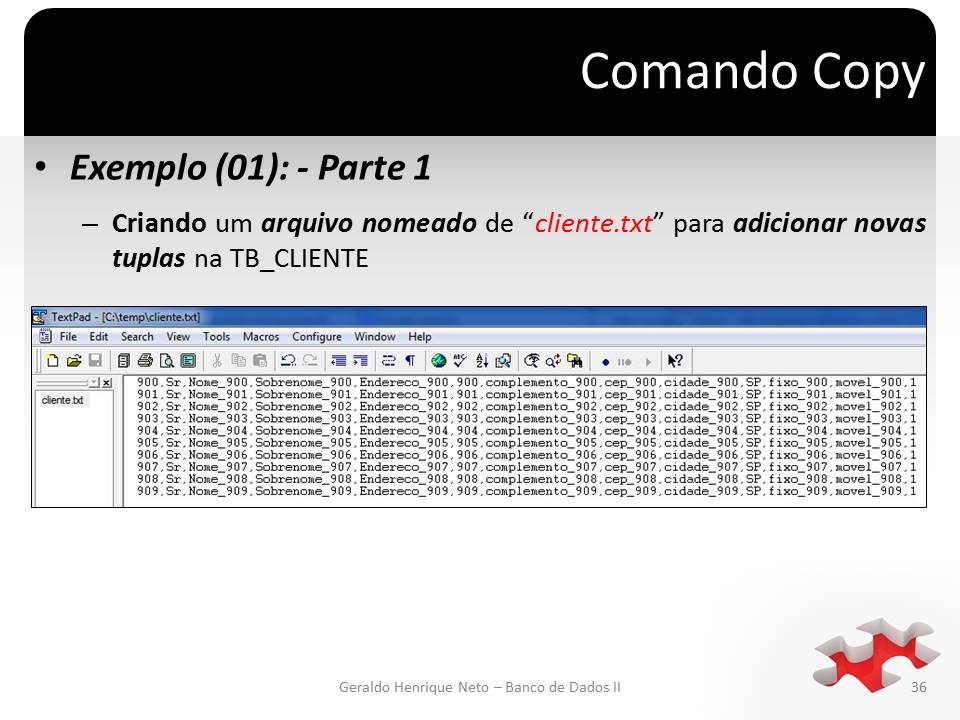 Comando Copy
• Exemplo (01): - Parte 1
– Criando um arquivo nomeado de “cliente.txt” para adicionar novas
tuplas na TB_CLIENTE
TextPad - [C:\temp\cliente.txt]
File Edit Search View Tools Macros Configure Window Help
cliente.txt
900,Sr,Nome_900,Sobrenome_900,Endereco_900,900,complemento_900,cep_900,cidade_900,SP,fixo_900,movel_900,1
901,Sr,Nome_901,Sobrenome_901,Endereco_901,901,complemento_901,cep_901,cidade_901,SP,fixo_901,movel_901,1
902,Sr,Nome_902,Sobrenome_902,Endereco_902,902,complemento_902,cep_902,cidade_902,SP,fixo_902,movel_902,1
903,Sr,Nome_903,Sobrenome_903,Endereco_903,903,complemento_903,cep_903,cidade_903,SP,fixo_903,movel_903,1
904,Sr,Nome_904,Sobrenome_904,Endereco_904,904,complemento_904,cep_904,cidade_904,SP,fixo_904,movel_904,1
905,Sr,Nome_905,Sobrenome_905,Endereco_905,905,complemento_905,cep_905,cidade_905,SP,fixo_905,movel_905,1
906,Sr,Nome_906,Sobrenome_906,Endereco_906,906,complemento_906,cep_906,cidade_906,SP,fixo_906,movel_906,1
907,Sr,Nome_907,Sobrenome_907,Endereco_907,907,complemento_907,cep_907,cidade_907,SP,fixo_907,movel_907,1
908,Sr,Nome_908,Sobrenome_908,Endereco_908,908,complemento_908,cep_908,cidade_908,SP,fixo_908,movel_908,1
909,Sr,Nome_909,Sobrenome_909,Endereco_909,909,complemento_909,cep_909,cidade_909,SP,fixo_909,movel_909,1
Geraldo Henrique Neto – Banco de Dados II
36